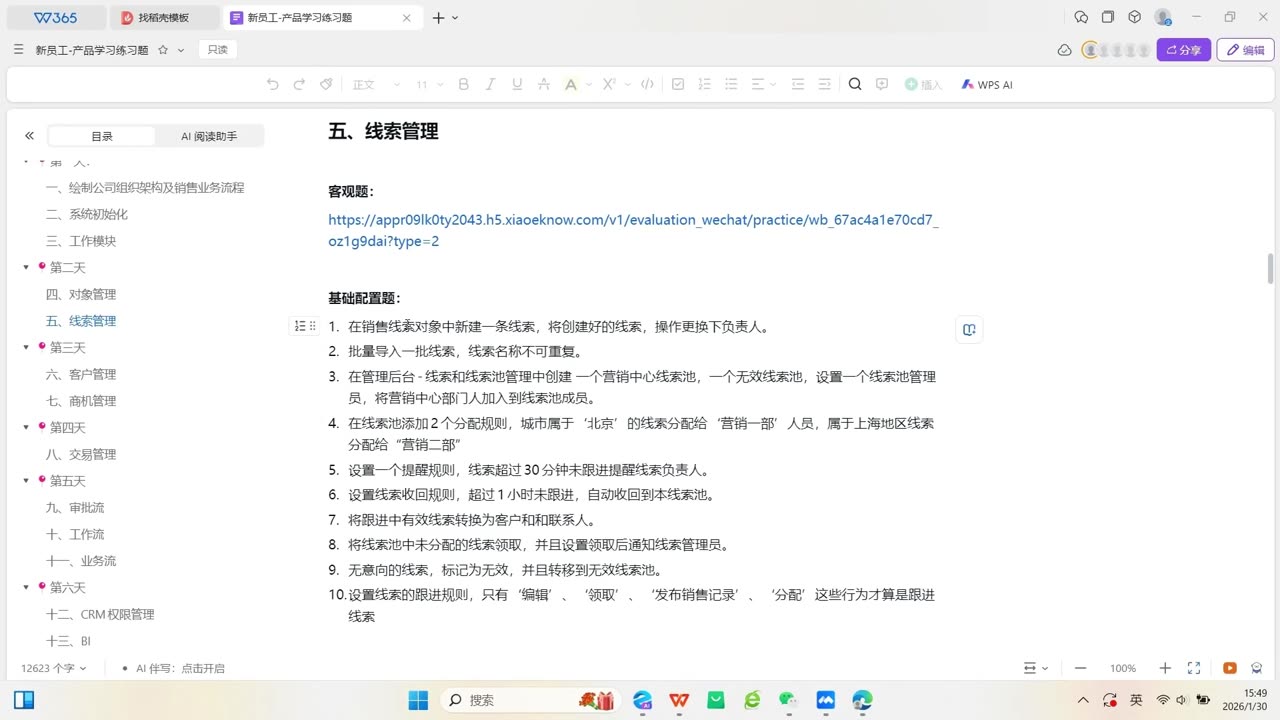 W365
找稻壳模板
新员工-产品学习练习题
新员工-产品学习练习题
只读
分享
编辑
正文
11
插入
WPS AI
目录
AI 阅读助手
一、绘制公司组织架构及销售业务流程
二、系统初始化
三、工作模块
第二天
四、对象管理
五、线索管理
第三天
六、客户管理
七、商机管理
第四天
八、交易管理
第五天
九、审批流
十、工作流
十一、业务流
第六天
十二、CRM 权限管理
十三、BI
五、线索管理
客观题：
https://appr09lk0ty2043.h5.xiaoeknow.com/v1/evaluation_wechat/practice/wb_67ac4a1e70cd7_
oz1g9dai?type=2
基础配置题：
1. 在销售线索对象中新建一条线索，将创建好的线索，操作更换下负责人。
2. 批量导入一批线索，线索名称不可重复。
3. 在管理后台 - 线索和线索池管理中创建 一个营销中心线索池，一个无效线索池，设置一个线索池管理
员，将营销中心部门人加入到线索池成员。
4. 在线索池添加 2 个分配规则，城市属于‘北京’的线索分配给‘营销一部’人员，属于上海地区线索
分配给“营销二部”
5. 设置一个提醒规则，线索超过 30 分钟未跟进提醒线索负责人。
6. 设置线索收回规则，超过 1 小时未跟进，自动收回到本线索池。
7. 将跟进中有效线索转换为客户和和联系人。
8. 将线索池中未分配的线索领取，并且设置领取后通知线索管理员。
9. 无意向的线索，标记为无效，并且转移到无效线索池。
10. 设置线索的跟进规则，只有‘编辑’、‘领取’、‘发布销售记录’、‘分配’这些行为才算是跟进
线索
12623 个字
AI 伴写：点击开启
100%
搜索
英
15:49
2026/1/30